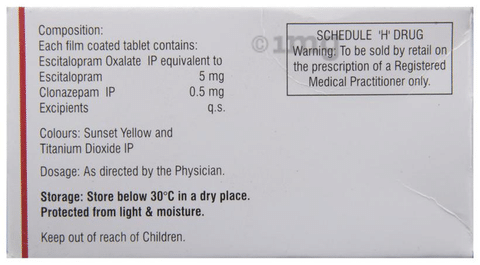 Composition:
Each film coated tablet contains:
Escitalopram Oxalate IP equivalent to
Escitalopram 5 mg
Clonazepam IP 0.5 mg
Excipients q.s.
Colours: Sunset Yellow and
Titanium Dioxide IP
Dosage: As directed by the Physician.
Storage: Store below 30°C in a dry place.
Protected from light & moisture.
Keep out of reach of Children.
©1mg
SCHEDULE 'H' DRUG
Warning: To be sold by retail on
the prescription of a Registered
Medical Practitioner only.